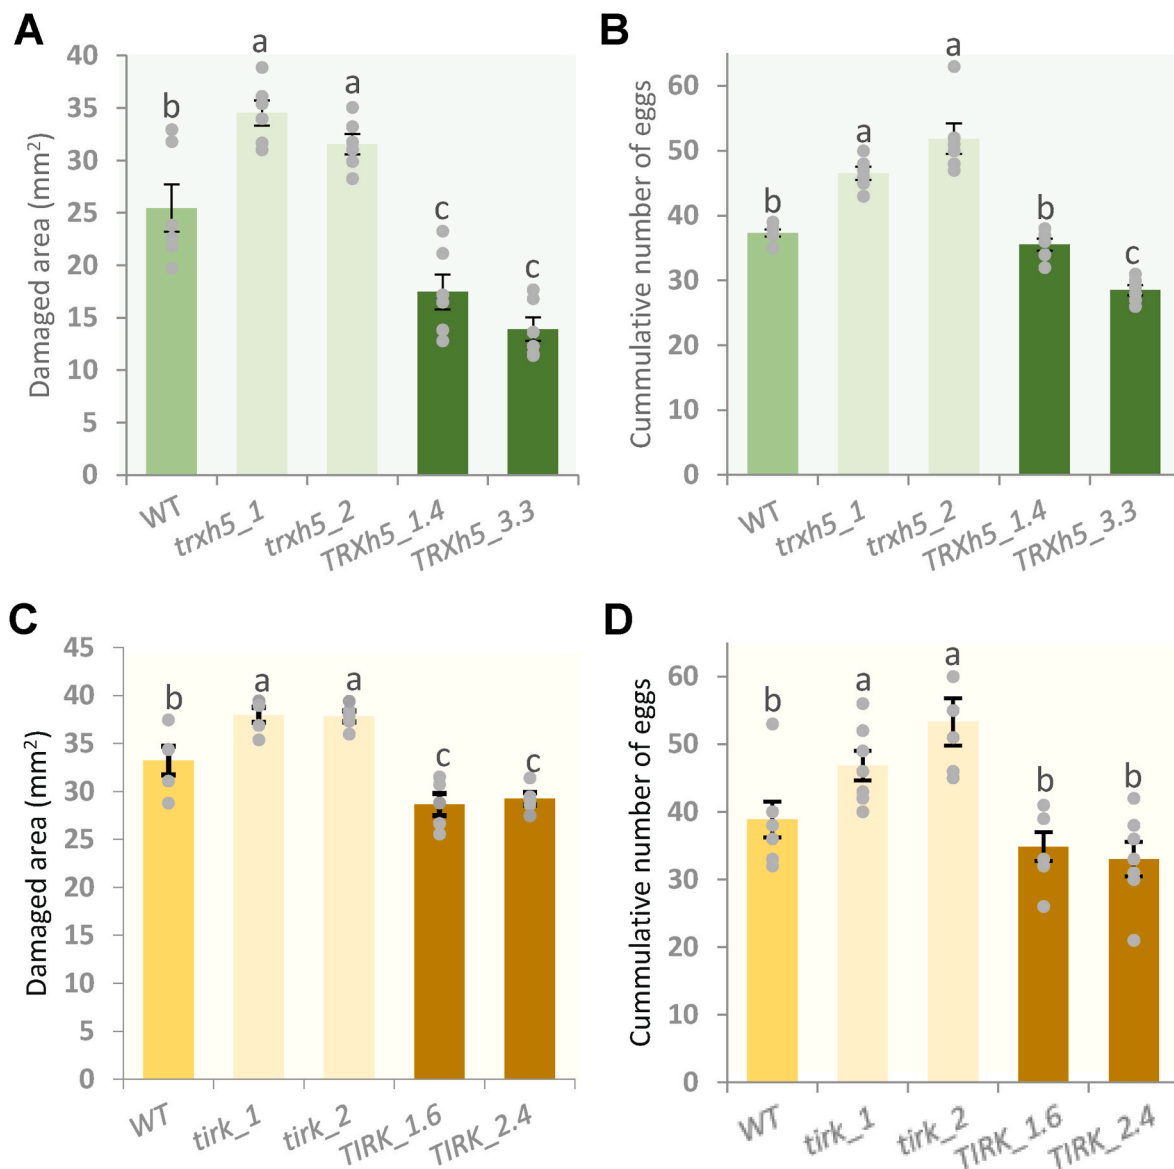 A
Damaged area (mm²)
40
35
30
25
20
15
10
5
0
b
a
a
c
c
WT
trxh5_1
trxh5_2
TRXh5_1.4
TRXh5_3.3
B
Cummulative number of eggs
60
50
40
30
20
10
0
b
a
a
b
c
WT
trxh5_1
trxh5_2
TRXh5_1.4
TRXh5_3.3
C
Damaged area (mm²)
45
40
35
30
25
20
15
10
5
0
b
a
a
c
c
WT
tirk_1
tirk_2
TIRK_1.6
TIRK_2.4
D
Cummulative number of eggs
60
50
40
30
20
10
0
b
a
a
b
b
WT
tirk_1
tirk_2
TIRK_1.6
TIRK_2.4